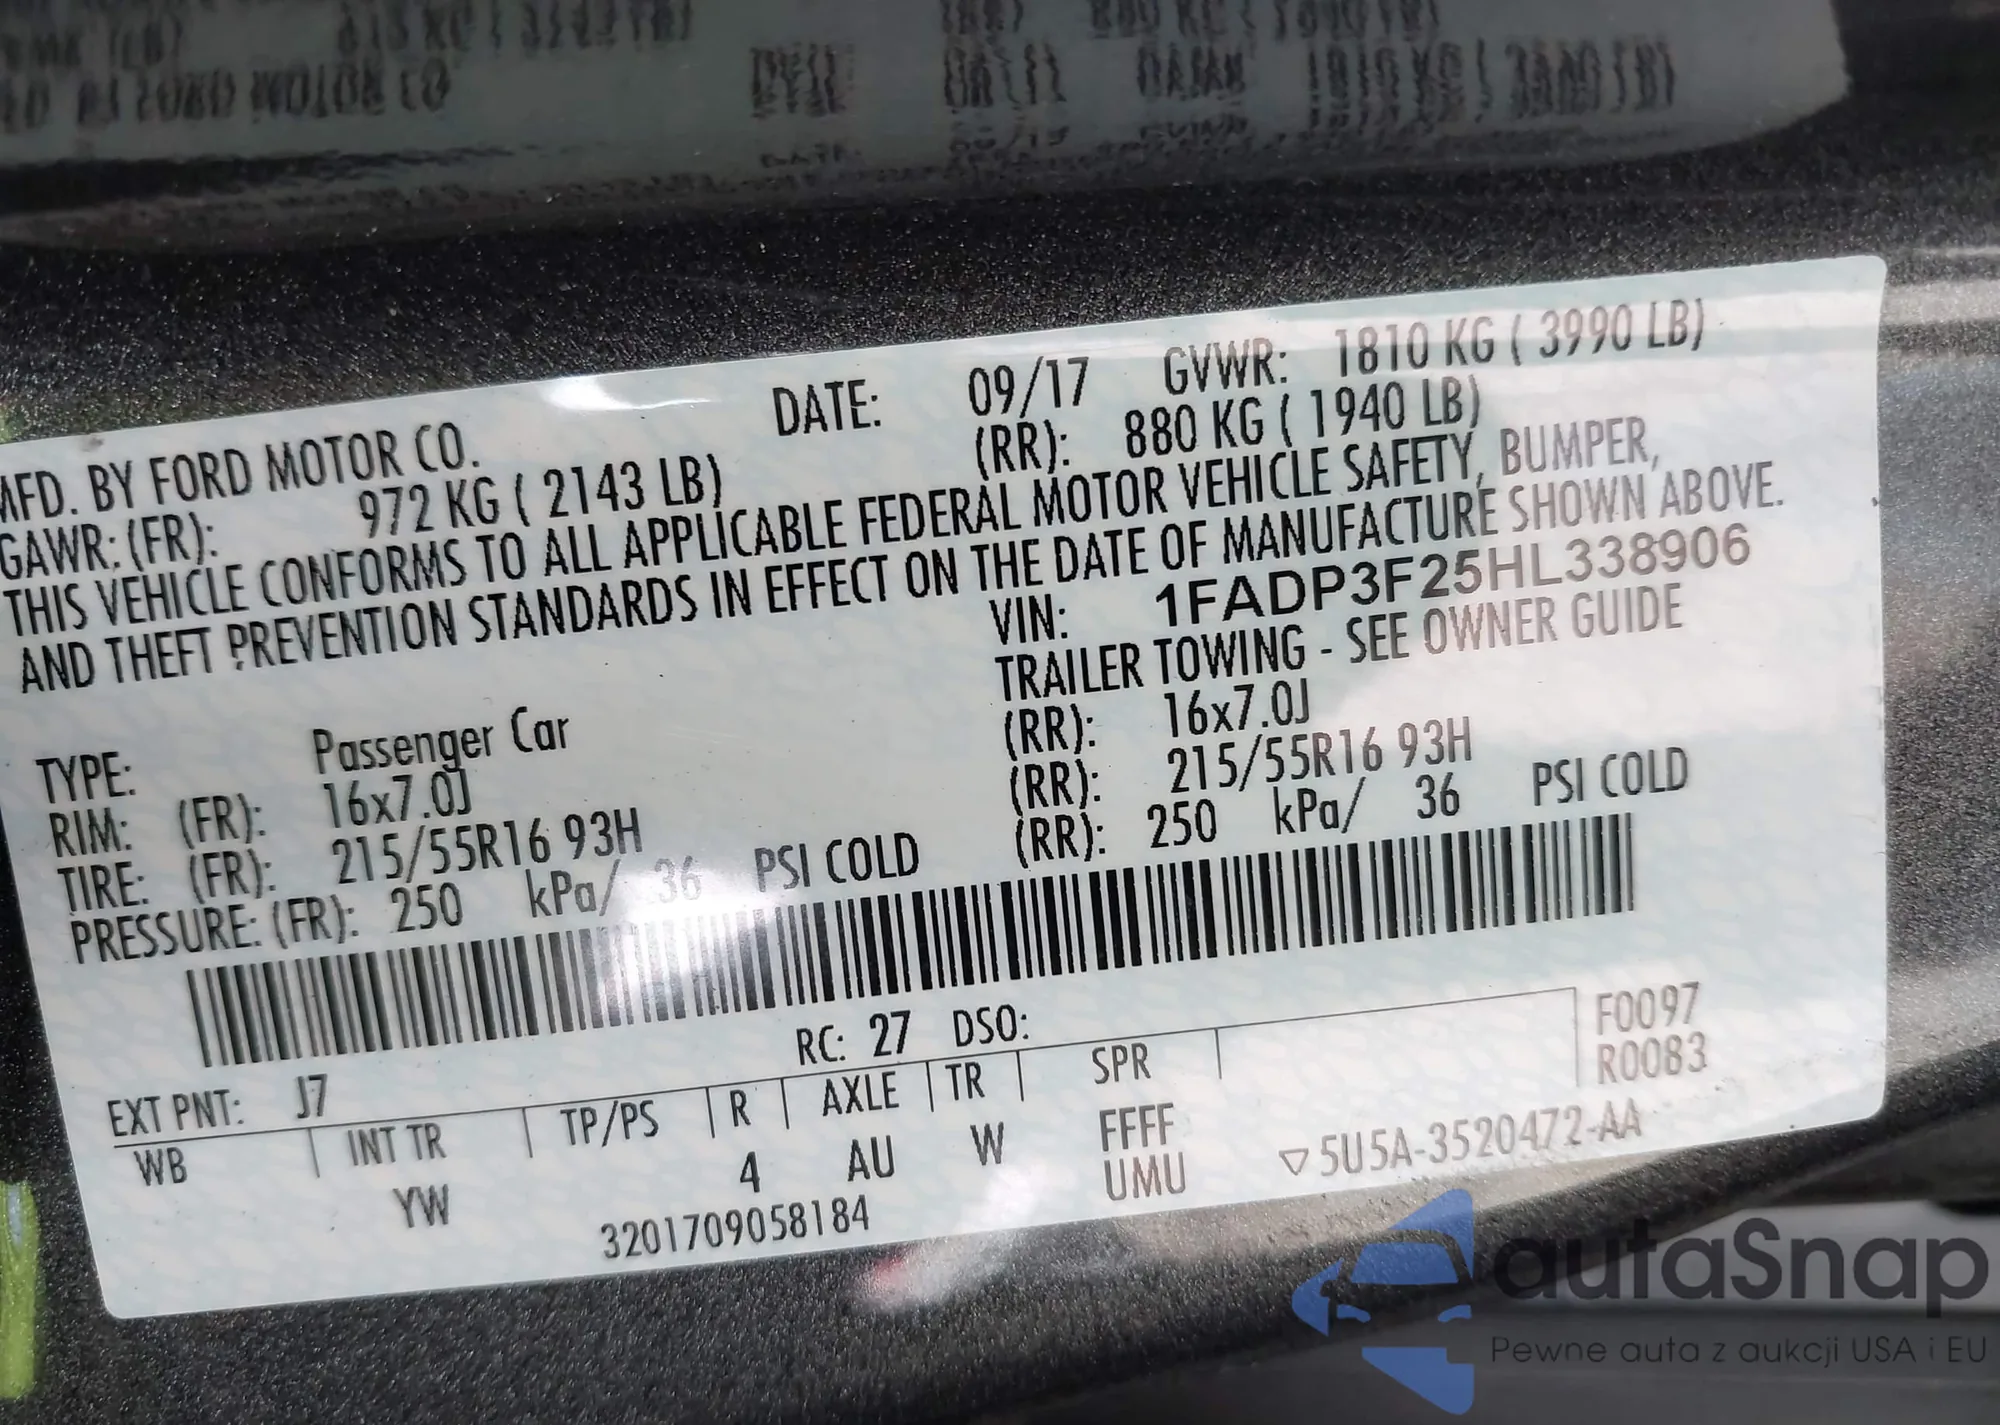 MFD. BY FORD MOTOR CO. DATE: 09/17 GVWR: 1810 KG ( 3990 LB)
GAWR: (FR): 972 KG ( 2143 LB) (RR): 880 KG ( 1940 LB)
THIS VEHICLE CONFORMS TO ALL APPLICABLE FEDERAL MOTOR VEHICLE SAFETY, BUMPER,
AND THEFT PREVENTION STANDARDS IN EFFECT ON THE DATE OF MANUFACTURE SHOWN ABOVE.
VIN: 1FADP3F25HL338906
TRAILER TOWING - SEE OWNER GUIDE
TYPE: Passenger Car
RIM: (FR): 16x7.0J (RR): 16x7.0J
TIRE: (FR): 215/55R16 93H (RR): 215/55R16 93H
PRESSURE: (FR): 250 kPa/ 36 PSI COLD (RR): 250 kPa/ 36 PSI COLD
RC: 27 DSO: F0097
EXT PNT: J7 R0083
WB INT TR TP/PS R AXLE TR SPR
YW 4 AU W FFFF
UMU
3201709058184
▽5U5A-3520472-AA
autaSnap
Pewne auta z aukcji USA i EU